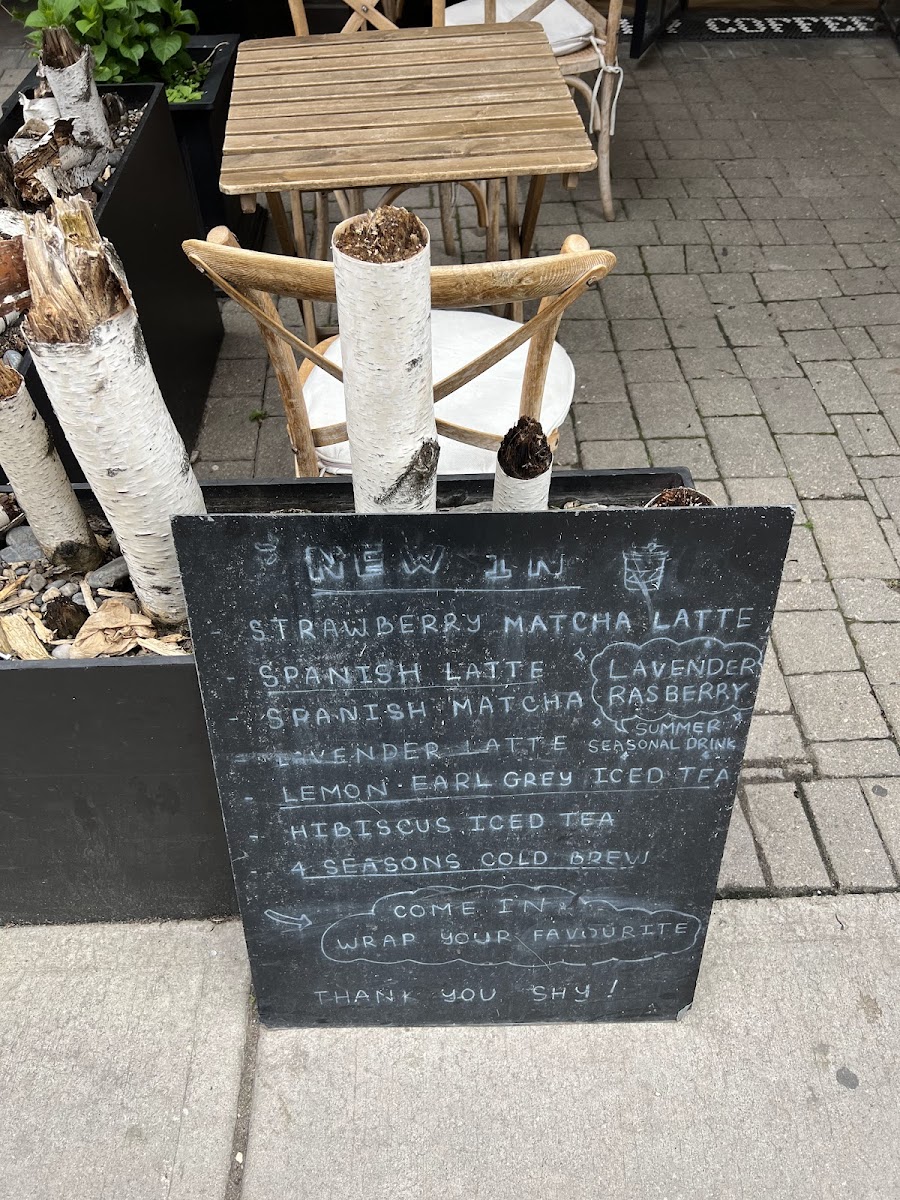 COFFEE
NEW IN
- STRAWBERRY MATCHA LATTE
- SPANISH LATTE
- SPANISH MATCHA
LAVENDER
RASBERRY
SUMMER
SEASONAL DRINK
- LAVENDER LATTE
- LEMON EARL GREY ICED TEA
- HIBISCUS ICED TEA
- 4 SEASONS COLD BREW
COME IN
WRAP YOUR FAVOURITE
THANK YOU SHY!